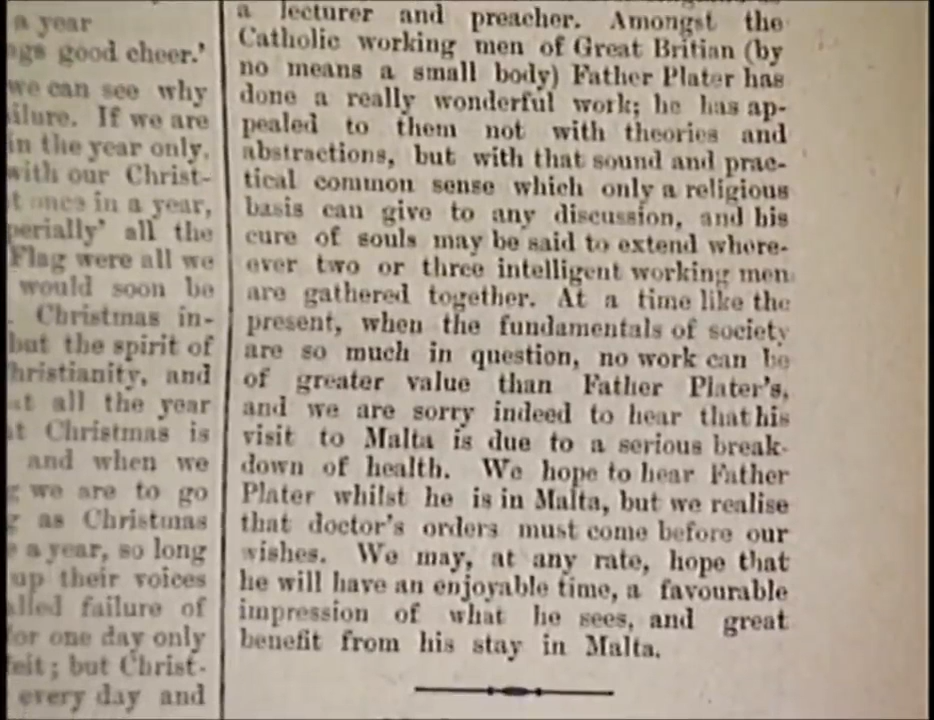 a year
ngs good cheer.'
we can see why
ailure. If we are
in the year only,
with our Christ-
t once in a year,
perially' all the
Flag were all we
would soon be
. Christmas in-
but the spirit of
hristianity, and
at all the year
at Christmas is
and when we
g we are to go
g as Christmas
a year, so long
up their voices
alled failure of
for one day only
feit; but Christ-
every day and
a lecturer and preacher. Amongst the
Catholic working men of Great Britian (by
no means a small body) Father Plater has
done a really wonderful work; he has ap-
pealed to them not with theories and
abstractions, but with that sound and prac-
tical common sense which only a religious
basis can give to any discussion, and his
cure of souls may be said to extend where-
ever two or three intelligent working men
are gathered together. At a time like the
present, when the fundamentals of society
are so much in question, no work can be
of greater value than Father Plater's,
and we are sorry indeed to hear that his
visit to Malta is due to a serious break-
down of health. We hope to hear Father
Plater whilst he is in Malta, but we realise
that doctor's orders must come before our
wishes. We may, at any rate, hope that
he will have an enjoyable time, a favourable
impression of what he sees, and great
benefit from his stay in Malta.